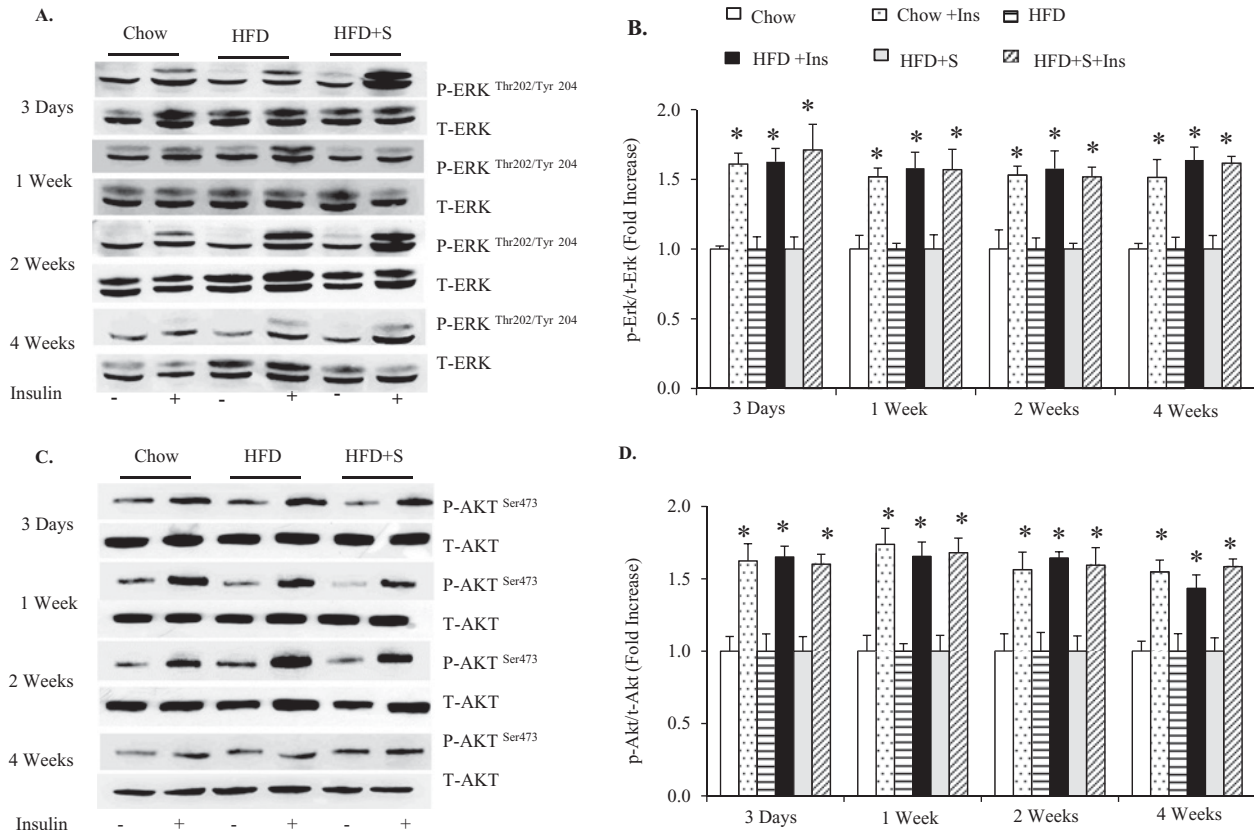 A.
Chow HFD HFD+S
3 Days
P-ERK Thr202/Tyr 204
T-ERK
1 Week
P-ERK Thr202/Tyr 204
T-ERK
2 Weeks
P-ERK Thr202/Tyr 204
T-ERK
4 Weeks
P-ERK Thr202/Tyr 204
T-ERK
Insulin - + - + - +
B.
Chow Chow +Ins HFD
HFD +Ins HFD+S HFD+S+Ins
p-Erk/t-Erk (Fold Increase)
2.0
* * * * * * * * * * * *
1.5
1.0
0.5
0.0
3 Days 1 Week 2 Weeks 4 Weeks
C.
Chow HFD HFD+S
3 Days
P-AKT Ser473
T-AKT
1 Week
P-AKT Ser473
T-AKT
2 Weeks
P-AKT Ser473
T-AKT
4 Weeks
P-AKT Ser473
T-AKT
Insulin - + - + - +
D.
p-Akt/t-Akt (Fold Increase)
2.0
* * * * * * * * * * * *
1.5
1.0
0.5
0.0
3 Days 1 Week 2 Weeks 4 Weeks